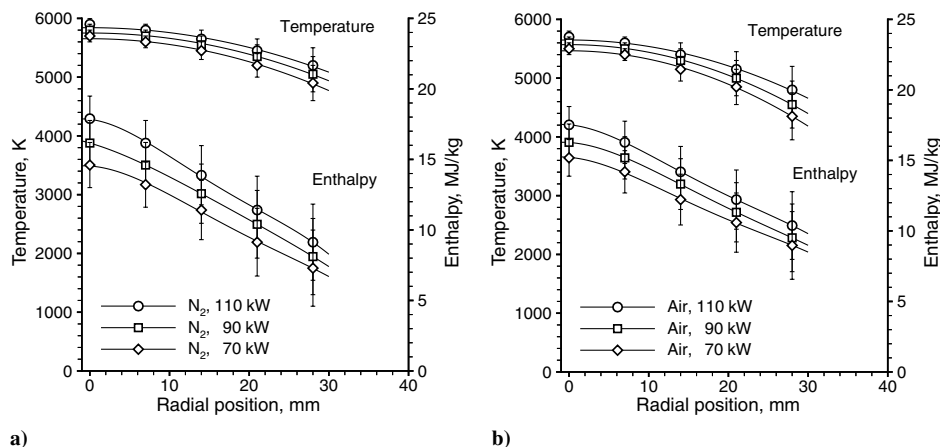 6000
5000
4000
3000
2000
1000
0
Temperature, K
Temperature
Enthalpy
N2, 110 kW
N2, 90 kW
N2, 70 kW
25
20
15
10
5
0
Enthalpy, MJ/kg
0 10 20 30 40
Radial position, mm
a)
6000
5000
4000
3000
2000
1000
0
Temperature, K
Temperature
Enthalpy
Air, 110 kW
Air, 90 kW
Air, 70 kW
25
20
15
10
5
0
Enthalpy, MJ/kg
0 10 20 30 40
Radial position, mm
b)